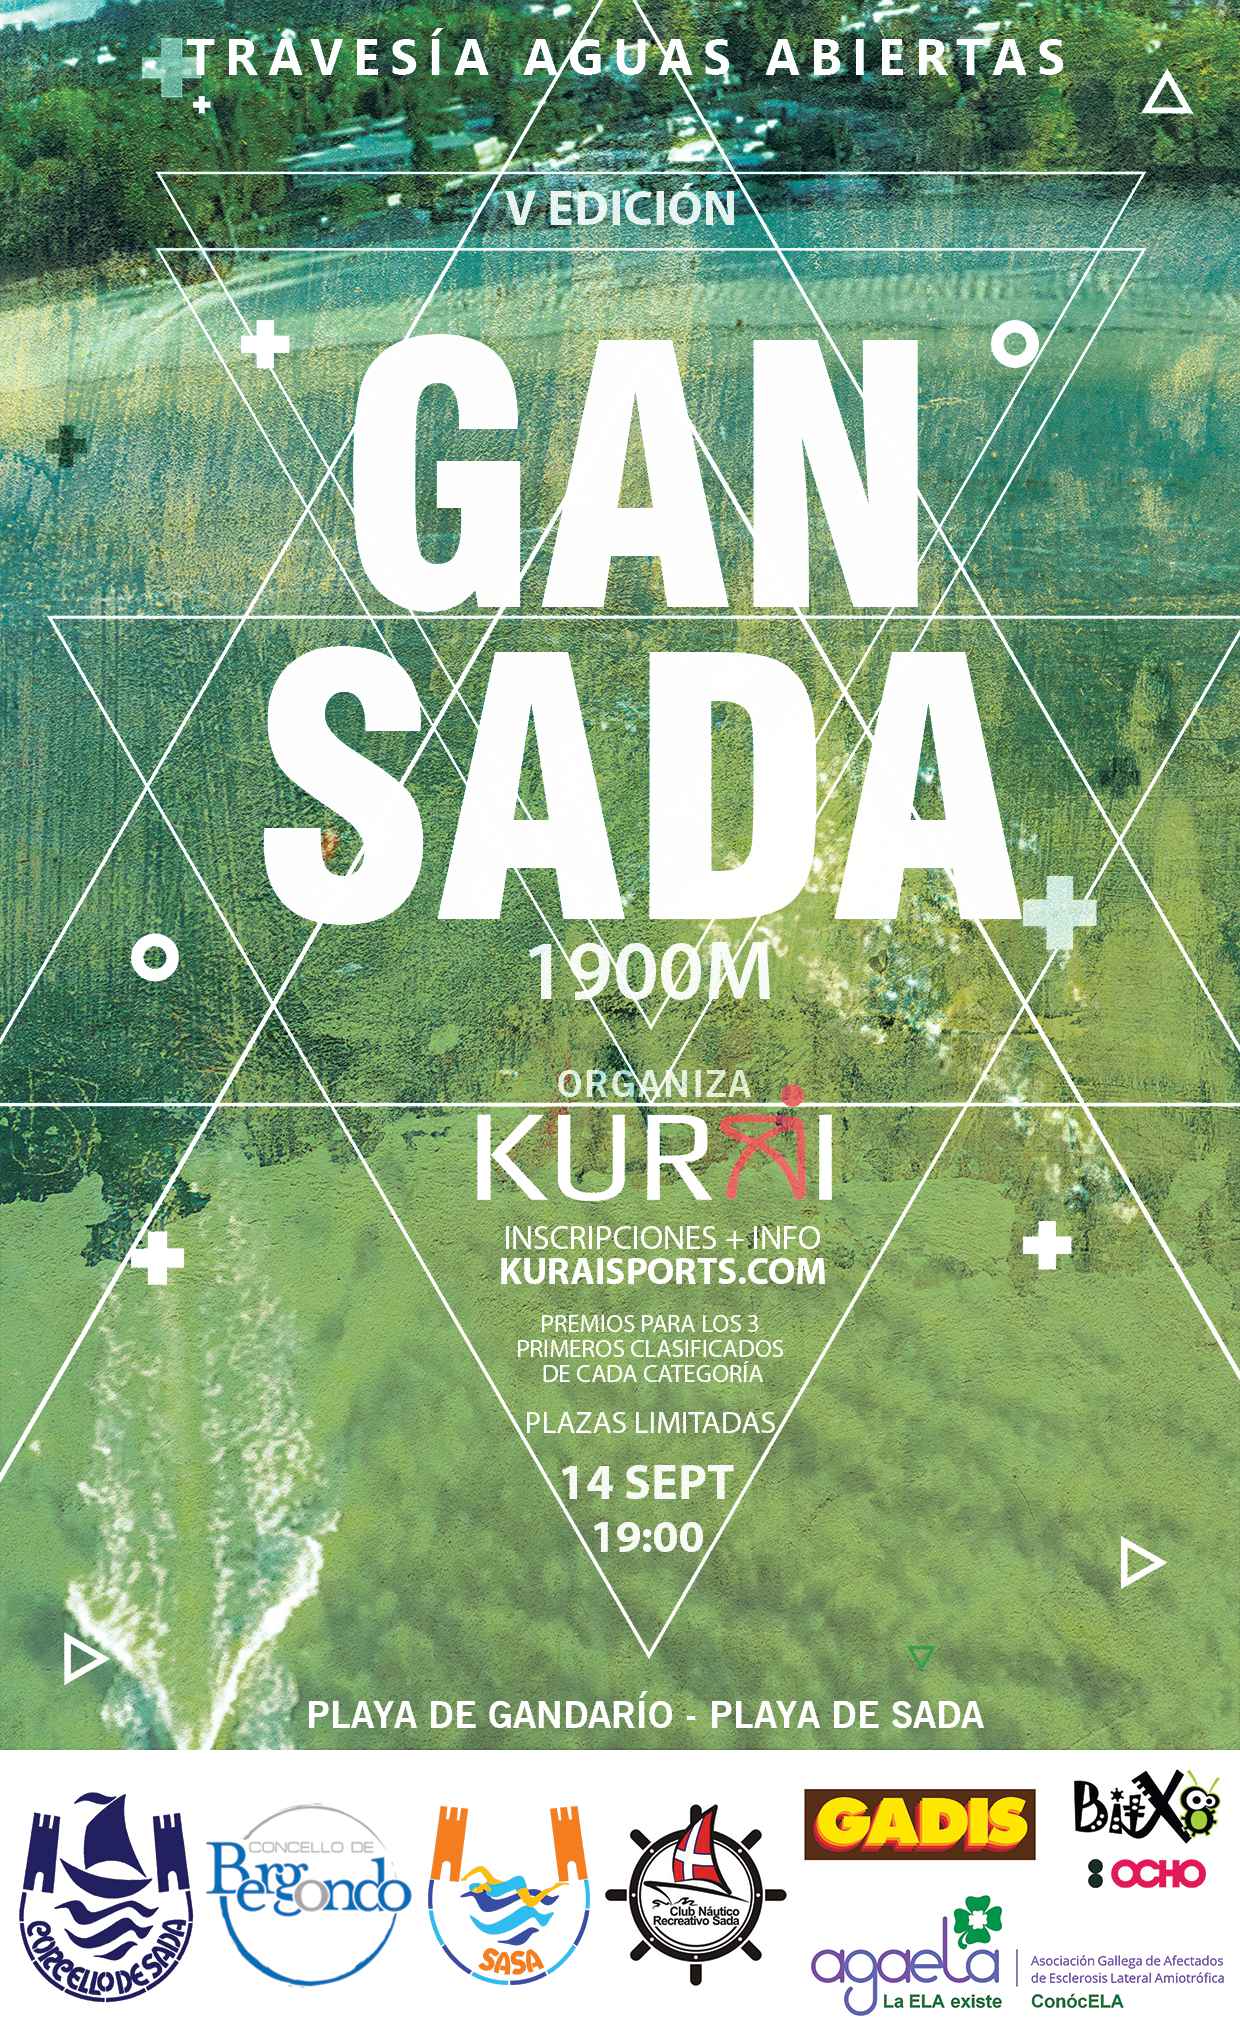 TRAVESÍA AGUAS ABIERTAS
V EDICIÓN
GAN
SADA
1900M
ORGANIZA
KURAI
INSCRIPCIONES + INFO
KURAISPORTS.COM
PREMIOS PARA LOS 3
PRIMEROS CLASIFICADOS
DE CADA CATEGORÍA
PLAZAS LIMITADAS
14 SEPT
19:00
PLAYA DE GANDARÍO - PLAYA DE SADA
CONCELLO DE SADA
CONCELLO DE
Bergondo
SASA
Club Náutico
Recreativo Sada
GADIS
BitXo
OCHO
agaela
La ELA existe
Asociación Gallega de Afectados
de Esclerosis Lateral Amiotrófica
ConócELA